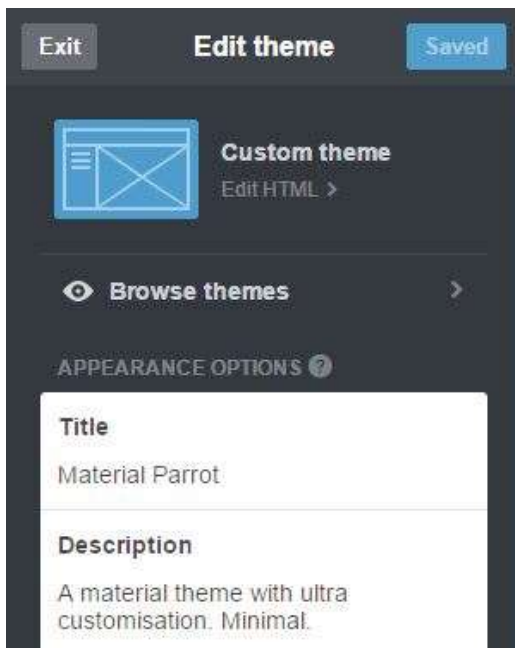 Exit Edit theme Saved
Custom theme
Edit HTML >
Browse themes >
APPEARANCE OPTIONS ?
Title
Material Parrot
Description
A material theme with ultra
customisation. Minimal.